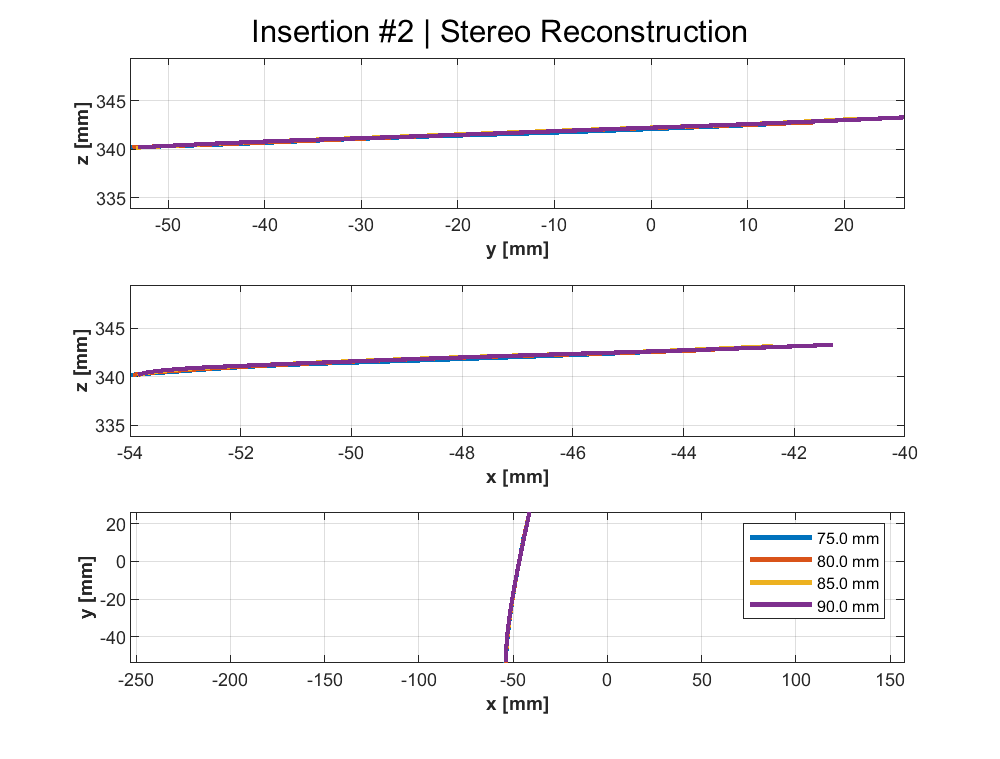 Insertion #2 | Stereo Reconstruction
345
340
335
z [mm]
-50 -40 -30 -20 -10 0 10 20
y [mm]
345
340
335
z [mm]
-54 -52 -50 -48 -46 -44 -42 -40
x [mm]
20
0
-20
-40
y [mm]
75.0 mm
80.0 mm
85.0 mm
90.0 mm
-250 -200 -150 -100 -50 0 50 100 150
x [mm]